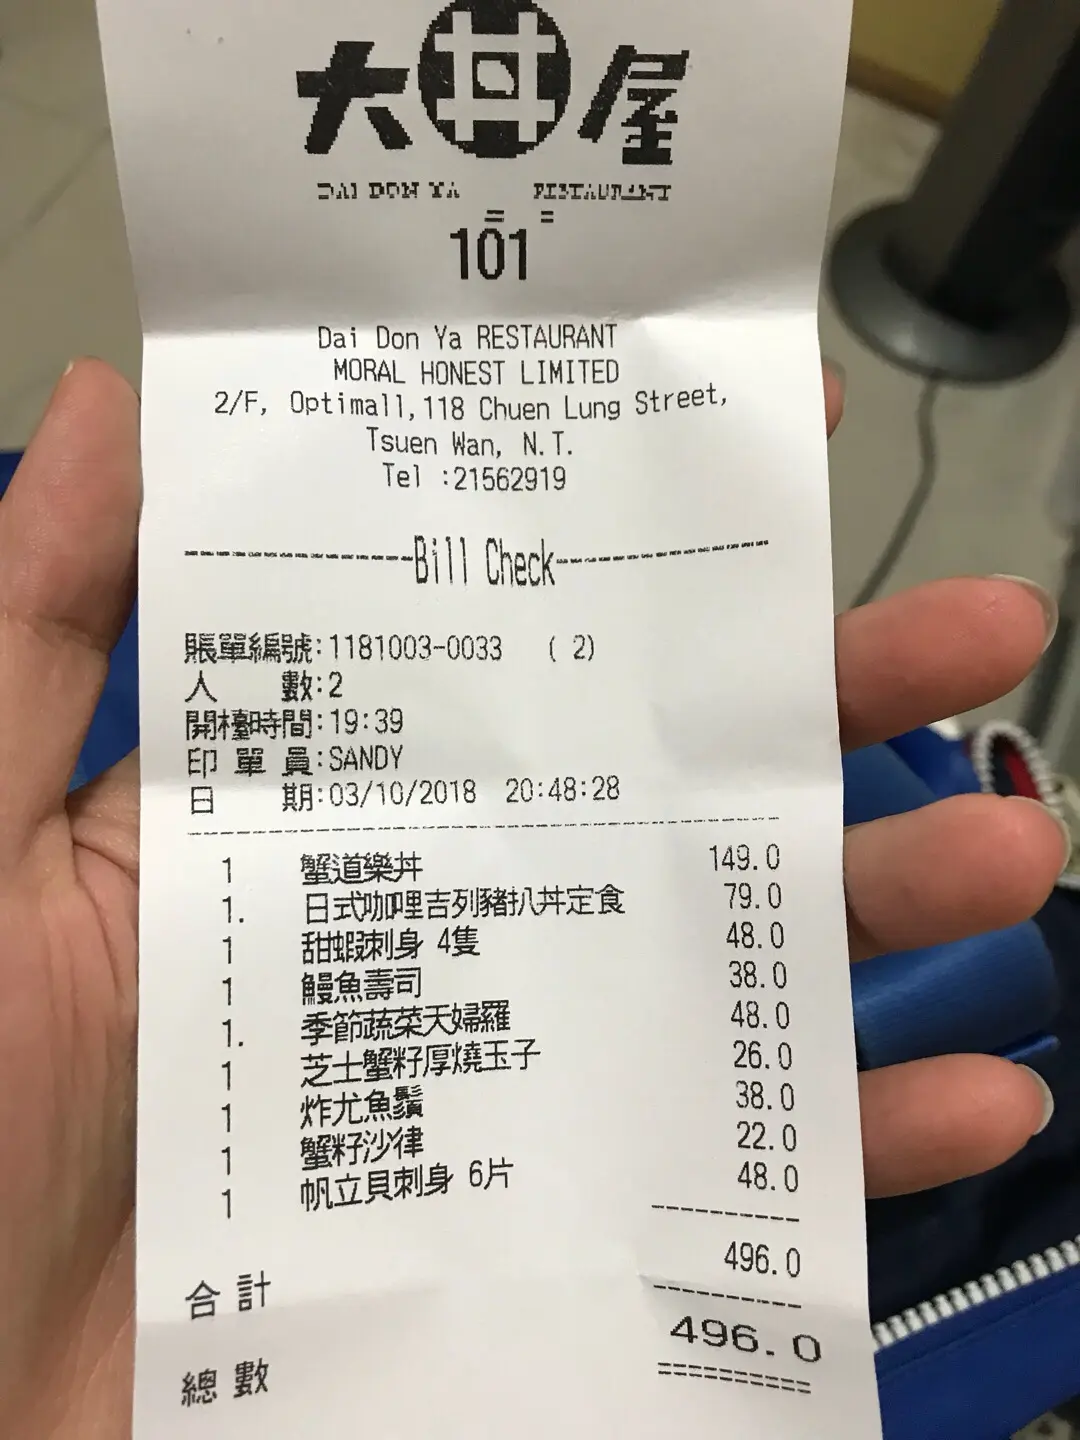 大丼屋
DAI DON YA RESTAURANT
101
Dai Don Ya RESTAURANT
MORAL HONEST LIMITED
2/F, Optimall,118 Chuen Lung Street,
Tsuen Wan, N.T.
Tel :21562919
Bill Check
賬單編號:1181003-0033 ( 2)
人 數:2
開檯時間:19:39
印單員:SANDY
日 期:03/10/2018 20:48:28
1 蟹道樂丼 149.0
1. 日式咖哩吉列豬扒丼定食 79.0
1 甜蝦刺身 4隻 48.0
1 鰻魚壽司 38.0
1. 季節蔬菜天婦羅 48.0
1 芝士蟹籽厚燒玉子 26.0
1 炸尤魚鬚 38.0
1 蟹籽沙律 22.0
1 帆立貝刺身 6片 48.0
合計 496.0
總數 496.0